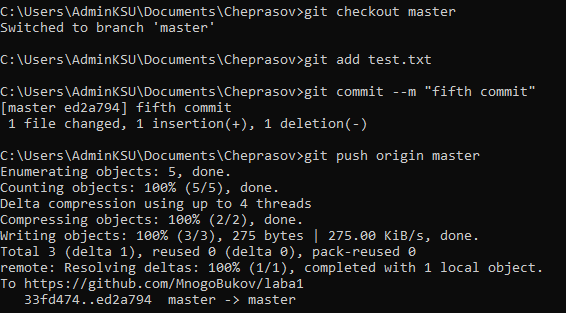 C:\Users\AdminKSU\Documents\Cheprasov>git checkout master
Switched to branch 'master'
C:\Users\AdminKSU\Documents\Cheprasov>git add test.txt
C:\Users\AdminKSU\Documents\Cheprasov>git commit --m "fifth commit"
[master ed2a794] fifth commit
 1 file changed, 1 insertion(+), 1 deletion(-)
C:\Users\AdminKSU\Documents\Cheprasov>git push origin master
Enumerating objects: 5, done.
Counting objects: 100% (5/5), done.
Delta compression using up to 4 threads
Compressing objects: 100% (2/2), done.
Writing objects: 100% (3/3), 275 bytes | 275.00 KiB/s, done.
Total 3 (delta 1), reused 0 (delta 0), pack-reused 0
remote: Resolving deltas: 100% (1/1), completed with 1 local object.
To https://github.com/MnogoBukov/laba1
   33fd474..ed2a794  master -> master